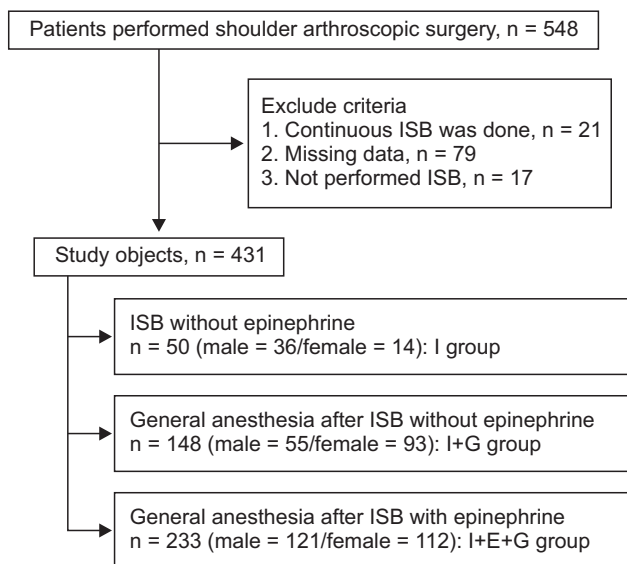 Patients performed shoulder arthroscopic surgery, n = 548
Exclude criteria
1. Continuous ISB was done, n = 21
2. Missing data, n = 79
3. Not performed ISB, n = 17
Study objects, n = 431
ISB without epinephrine
n = 50 (male = 36/female = 14): I group
General anesthesia after ISB without epinephrine
n = 148 (male = 55/female = 93): I+G group
General anesthesia after ISB with epinephrine
n = 233 (male = 121/female = 112): I+E+G group